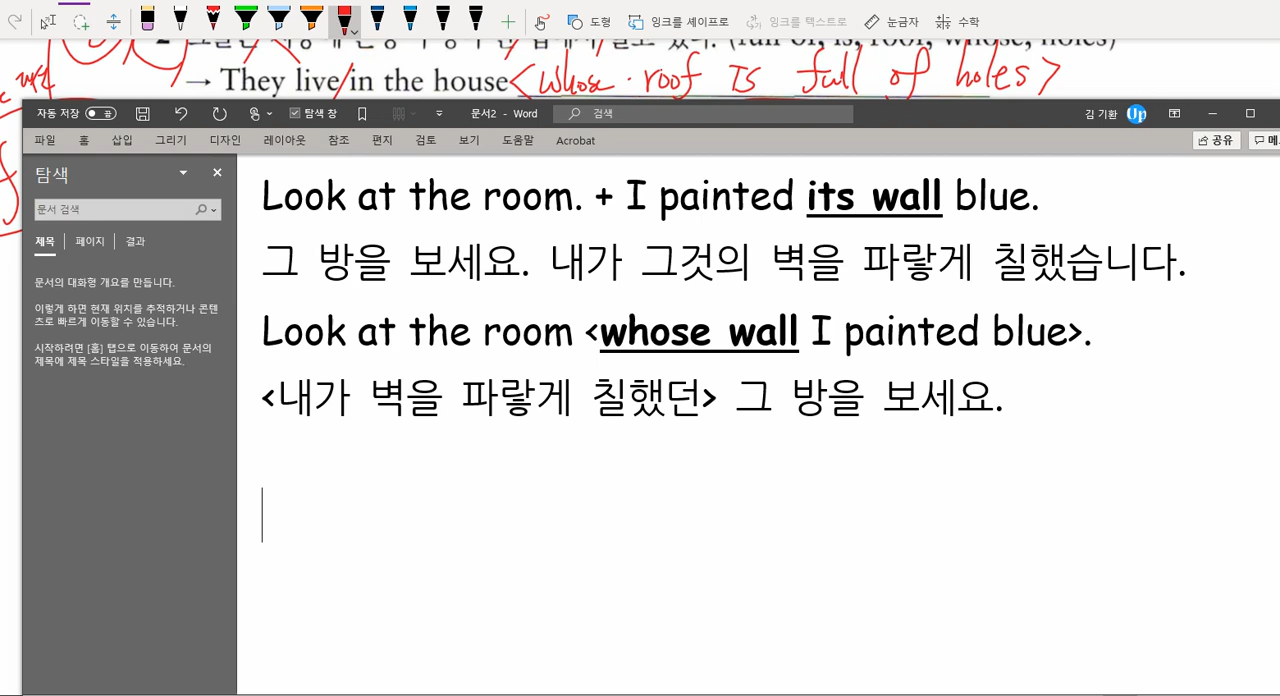 도형 잉크를 셰이프로 잉크를 텍스트로 눈금자 수학
(full of, is, roof, whose, holes)
→ They live/in the house<whose roof is full of holes>
자동 저장 끔 탐색 창 문서2 - Word 검색 김 기환
파일 홈 삽입 그리기 디자인 레이아웃 참조 편지 검토 보기 도움말 Acrobat 공유 메
탐색
문서 검색
제목 페이지 결과
문서의 대화형 개요를 만듭니다.
이렇게 하면 현재 위치를 추적하거나 콘텐
츠로 빠르게 이동할 수 있습니다.
시작하려면 [홈] 탭으로 이동하여 문서의
제목에 제목 스타일을 적용하세요.
Look at the room. + I painted its wall blue.
그 방을 보세요. 내가 그것의 벽을 파랗게 칠했습니다.
Look at the room <whose wall I painted blue>.
<내가 벽을 파랗게 칠했던> 그 방을 보세요.